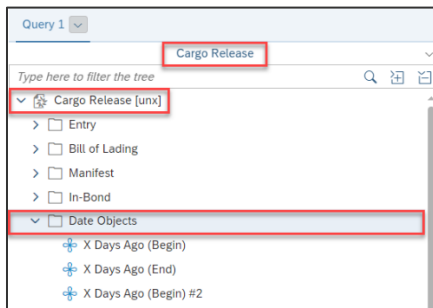 Query 1
Cargo Release
Type here to filter the tree
Cargo Release [unx]
Entry
Bill of Lading
Manifest
In-Bond
Date Objects
X Days Ago (Begin)
X Days Ago (End)
X Days Ago (Begin) #2